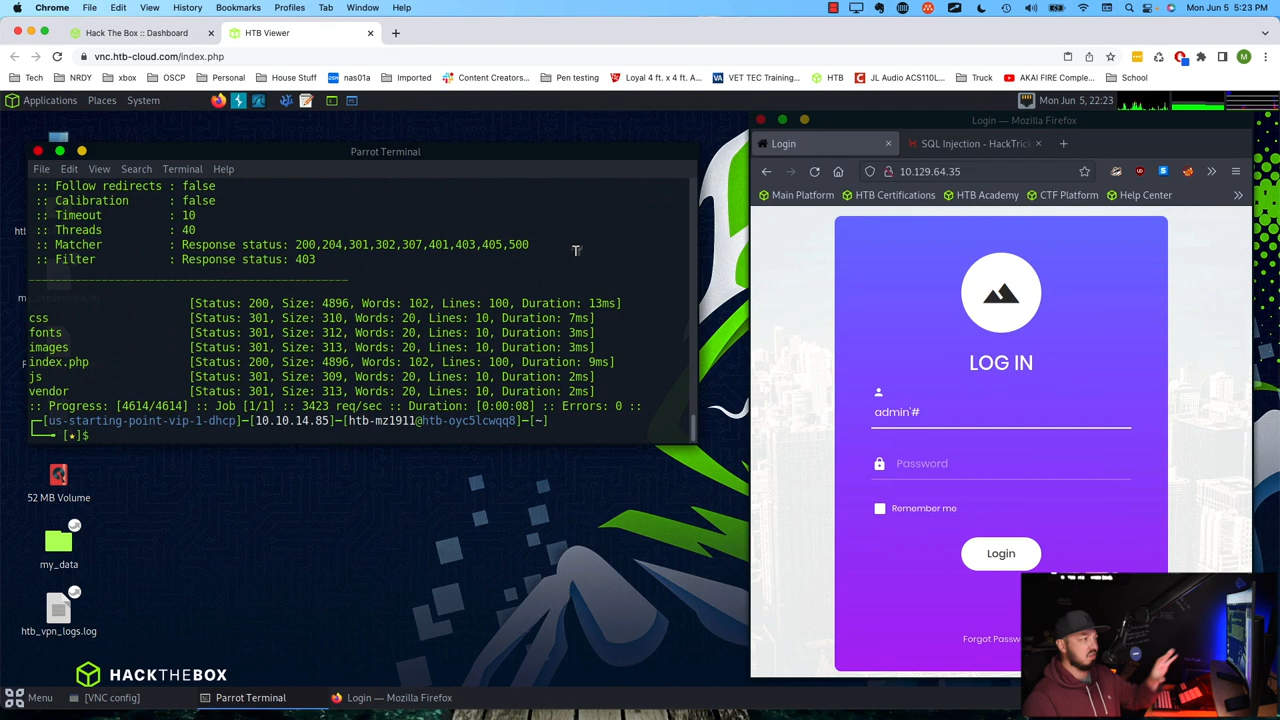 Chrome File Edit View History Bookmarks Profiles Tab Window Help Mon Jun 5 5:23 PM
Hack The Box :: Dashboard HTB Viewer
vnc.htb-cloud.com/index.php
Tech NRDY xbox OSCP Personal House Stuff nas01a Imported Content Creators... Pen testing Loyal 4 ft. x 4 ft. A... VET TEC Training... HTB JL Audio ACS110L... Truck AKAI FIRE Comple... School
Applications Places System Mon Jun 5, 22:23
Parrot Terminal
File Edit View Search Terminal Help
:: Follow redirects : false
:: Calibration : false
:: Timeout : 10
:: Threads : 40
:: Matcher : Response status: 200,204,301,302,307,401,403,405,500
:: Filter : Response status: 403
[Status: 200, Size: 4896, Words: 102, Lines: 100, Duration: 13ms]
css [Status: 301, Size: 310, Words: 20, Lines: 10, Duration: 7ms]
fonts [Status: 301, Size: 312, Words: 20, Lines: 10, Duration: 3ms]
images [Status: 301, Size: 313, Words: 20, Lines: 10, Duration: 3ms]
index.php [Status: 200, Size: 4896, Words: 102, Lines: 100, Duration: 9ms]
js [Status: 301, Size: 309, Words: 20, Lines: 10, Duration: 2ms]
vendor [Status: 301, Size: 313, Words: 20, Lines: 10, Duration: 2ms]
:: Progress: [4614/4614] :: Job [1/1] :: 3423 req/sec :: Duration: [0:00:08] :: Errors: 0 ::
[us-starting-point-vip-1-dhcp]─[10.10.14.85]─[htb-mz1911@htb-oyc5lcwqq8]─[~]
[★]$
52 MB Volume
my_data
htb_vpn_logs.log
HACKTHEBOX
Login — Mozilla Firefox
Login SQL Injection - HackTrick
10.129.64.35
Main Platform HTB Certifications HTB Academy CTF Platform Help Center
LOG IN
admin'#
Password
Remember me
Login
Forgot Passw
Menu [VNC config] Parrot Terminal Login — Mozilla Firefox